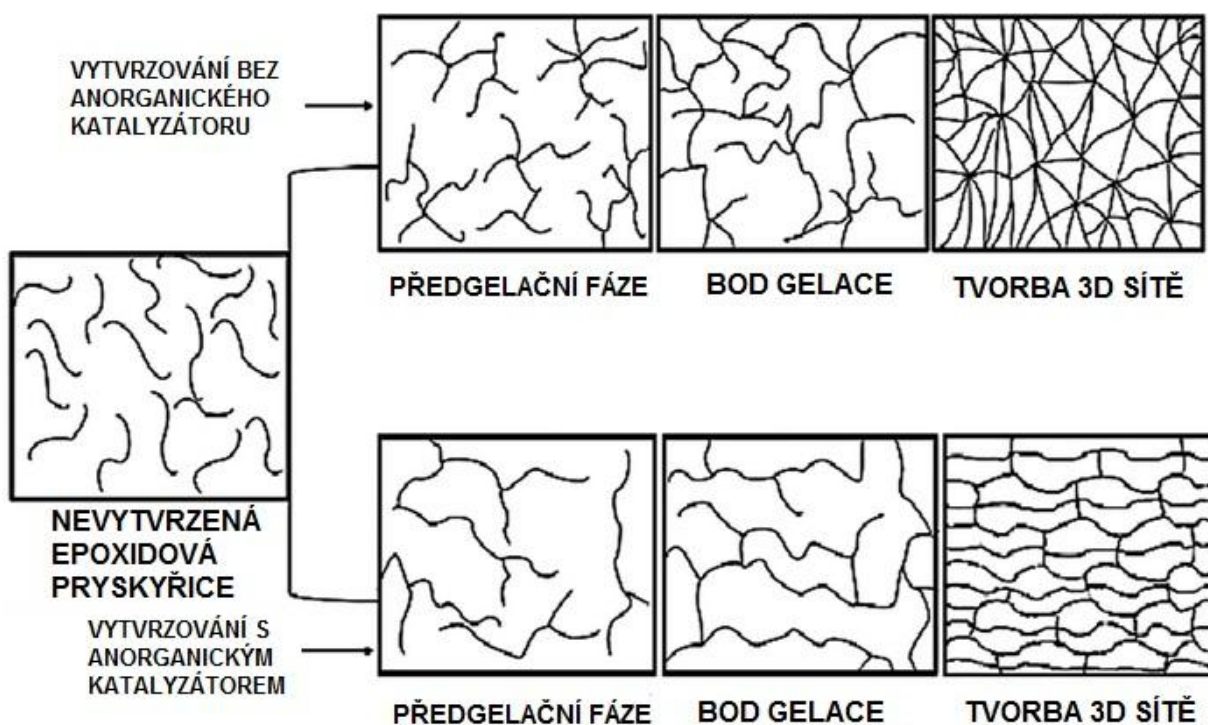 VYTVRZOVÁNÍ BEZ
ANORGANICKÉHO
KATALYZÁTORU
PŘEDGELAČNÍ FÁZE
BOD GELACE
TVORBA 3D SÍTĚ
NEVYTVRZENÁ
EPOXIDOVÁ
PRYSKYŘICE
VYTVRZOVÁNÍ S
ANORGANICKÝM
KATALYZÁTOREM
PŘEDGELAČNÍ FÁZE
BOD GELACE
TVORBA 3D SÍTĚ